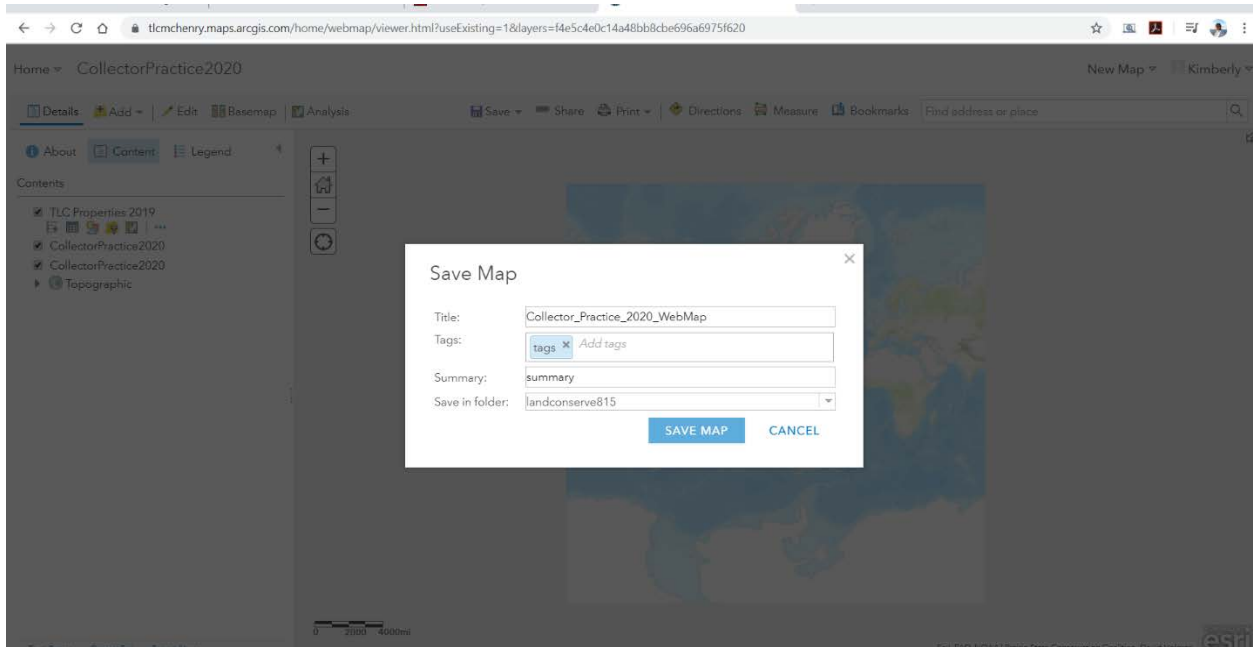 tlcmchenry.maps.arcgis.com/home/webmap/viewer.html?useExisting=1&layers=f4e5c4e0c14a48bb8cbe696a6975f620
Home CollectorPractice2020 New Map Kimberly
Details Add Edit Basemap Analysis Save Share Print Directions Measure Bookmarks Find address or place
About Content Legend
Contents
TLC Properties 2019
CollectorPractice2020
CollectorPractice2020
Topographic
Save Map
Title: Collector_Practice_2020_WebMap
Tags: tags Add tags
Summary: summary
Save in folder: landconserve815
SAVE MAP CANCEL
0 2000 4000mi
esri